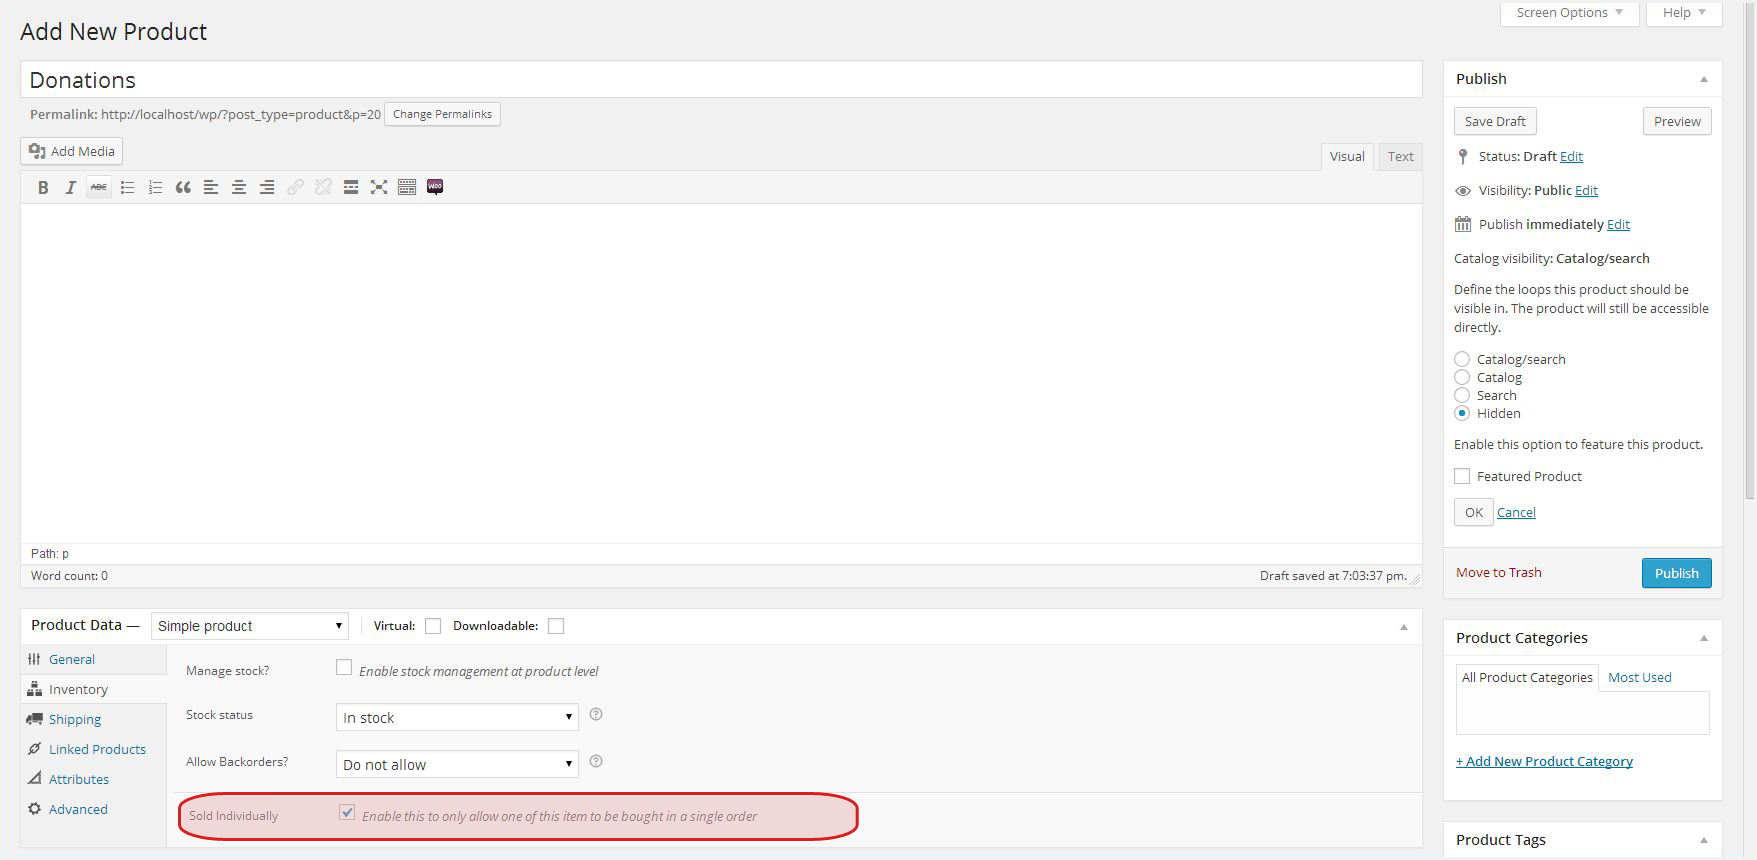 Screen Options Help
Add New Product
Donations
Permalink: http://localhost/wp/?post_type=product&p=20 Change Permalinks
Add Media
Visual Text
B I ABC
WOO
Path: p
Word count: 0 Draft saved at 7:03:37 pm.
Product Data — Simple product Virtual: Downloadable:
General
Inventory
Shipping
Linked Products
Attributes
Advanced
Manage stock? Enable stock management at product level
Stock status In stock ?
Allow Backorders? Do not allow ?
Sold Individually Enable this to only allow one of this item to be bought in a single order
Publish
Save Draft Preview
Status: Draft Edit
Visibility: Public Edit
Publish immediately Edit
Catalog visibility: Catalog/search
Define the loops this product should be
visible in. The product will still be accessible
directly.
Catalog/search
Catalog
Search
Hidden
Enable this option to feature this product.
Featured Product
OK Cancel
Move to Trash Publish
Product Categories
All Product Categories Most Used
+ Add New Product Category
Product Tags